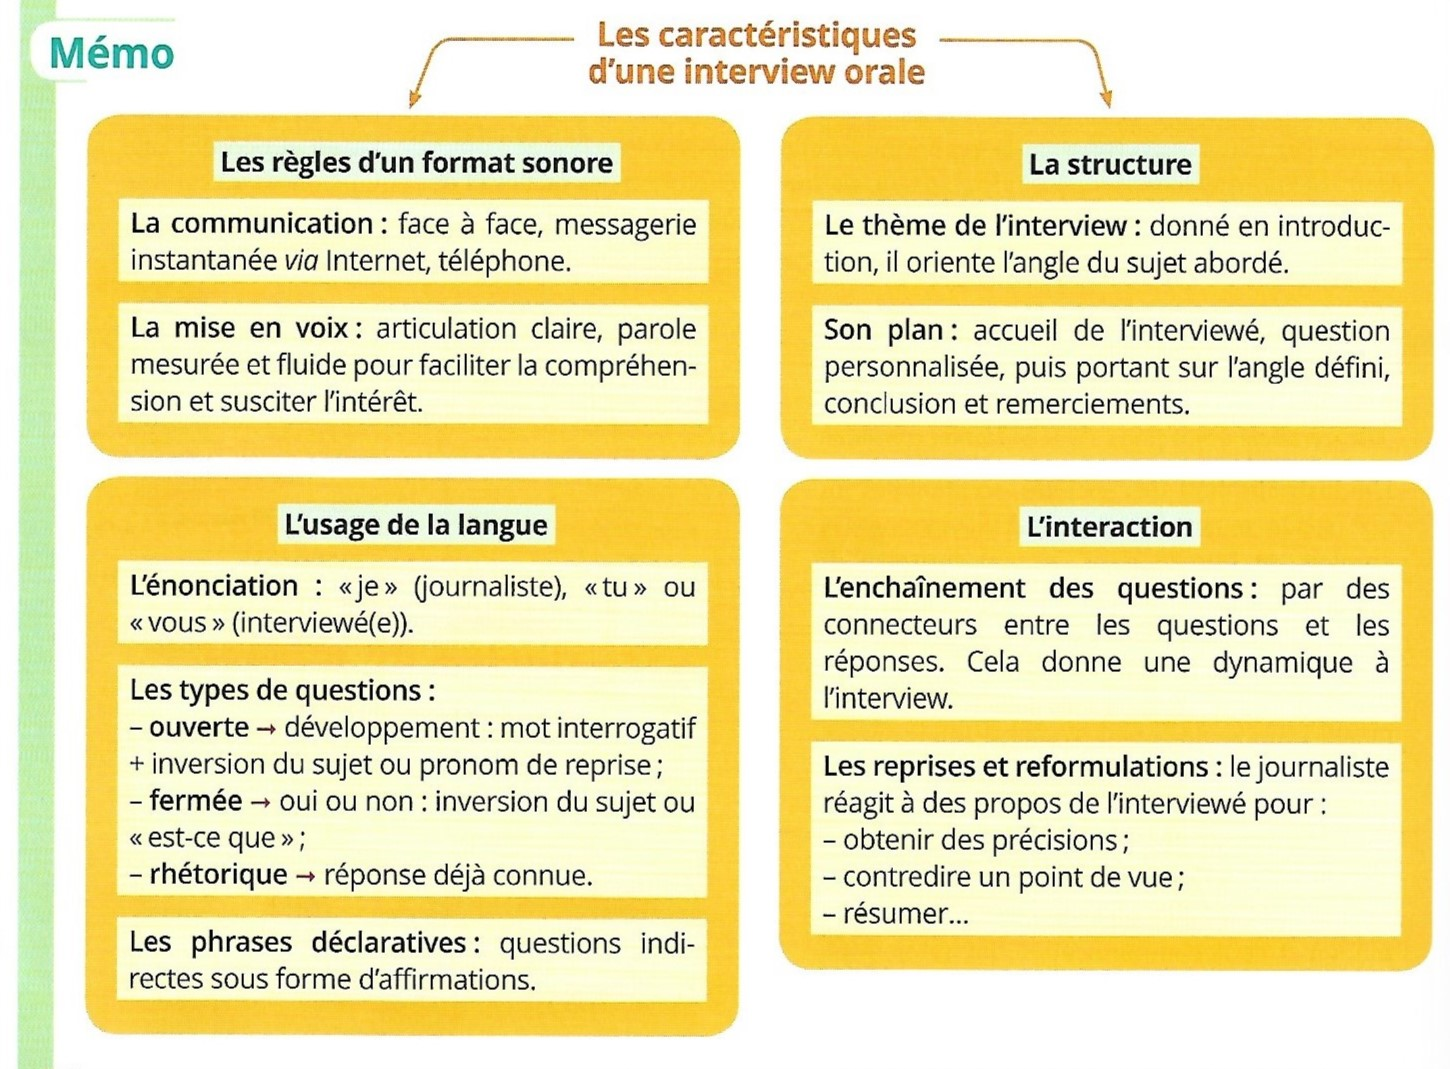 Mémo
Les caractéristiques
d'une interview orale
Les règles d'un format sonore
La communication : face à face, messagerie
instantanée via Internet, téléphone.
La mise en voix : articulation claire, parole
mesurée et fluide pour faciliter la compréhen-
sion et susciter l'intérêt.
La structure
Le thème de l'interview : donné en introduc-
tion, il oriente l'angle du sujet abordé.
Son plan : accueil de l'interviewé, question
personnalisée, puis portant sur l'angle défini,
conclusion et remerciements.
L'usage de la langue
L'énonciation : « je » (journaliste), « tu » ou
« vous » (interviewé(e)).
Les types de questions :
– ouverte → développement : mot interrogatif
+ inversion du sujet ou pronom de reprise ;
– fermée → oui ou non : inversion du sujet ou
« est-ce que » ;
– rhétorique → réponse déjà connue.
Les phrases déclaratives : questions indi-
rectes sous forme d'affirmations.
L'interaction
L'enchaînement des questions : par des
connecteurs entre les questions et les
réponses. Cela donne une dynamique à
l'interview.
Les reprises et reformulations : le journaliste
réagit à des propos de l'interviewé pour :
– obtenir des précisions ;
– contredire un point de vue ;
– résumer...